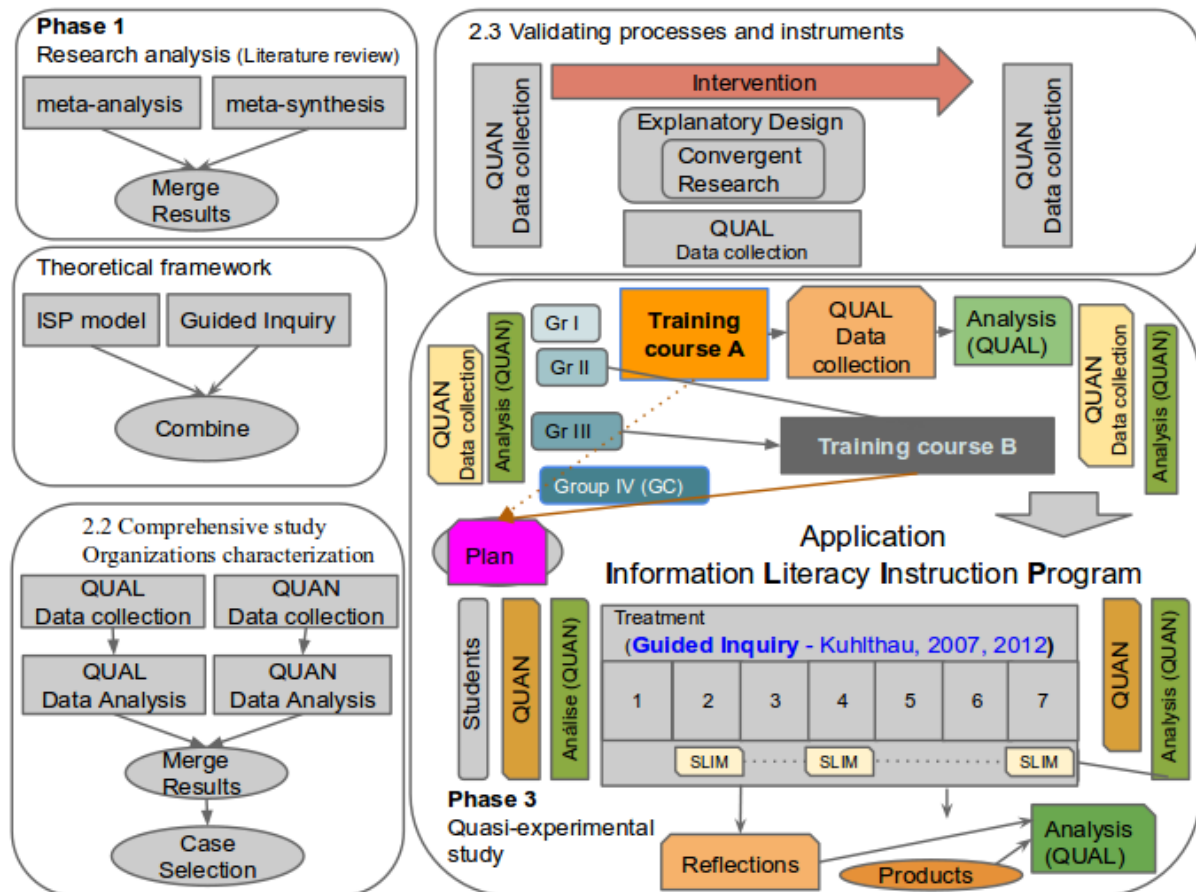 Phase 1
Research analysis (Literature review)
meta-analysis
meta-synthesis
Merge
Results
Theoretical framework
ISP model
Guided Inquiry
Combine
2.2 Comprehensive study
Organizations characterization
QUAL
Data collection
QUAN
Data collection
QUAL
Data Analysis
QUAN
Data Analysis
Merge
Results
Case
Selection
2.3 Validating processes and instruments
QUAN
Data collection
Intervention
Explanatory Design
Convergent
Research
QUAL
Data collection
QUAN
Data collection
QUAN
Data collection
Analysis (QUAN)
Gr I
Gr II
Gr III
Group IV (GC)
Training
course A
QUAL
Data
collection
Analysis
(QUAL)
Training course B
QUAN
Data collection
Analysis (QUAN)
Plan
Application
Information Literacy Instruction Program
Students
QUAN
Análise (QUAN)
Treatment
(Guided Inquiry - Kuhlthau, 2007, 2012)
1 2 3 4 5 6 7
SLIM SLIM SLIM
QUAN
Analysis (QUAN)
Phase 3
Quasi-experimental
study
Reflections
Products
Analysis
(QUAL)